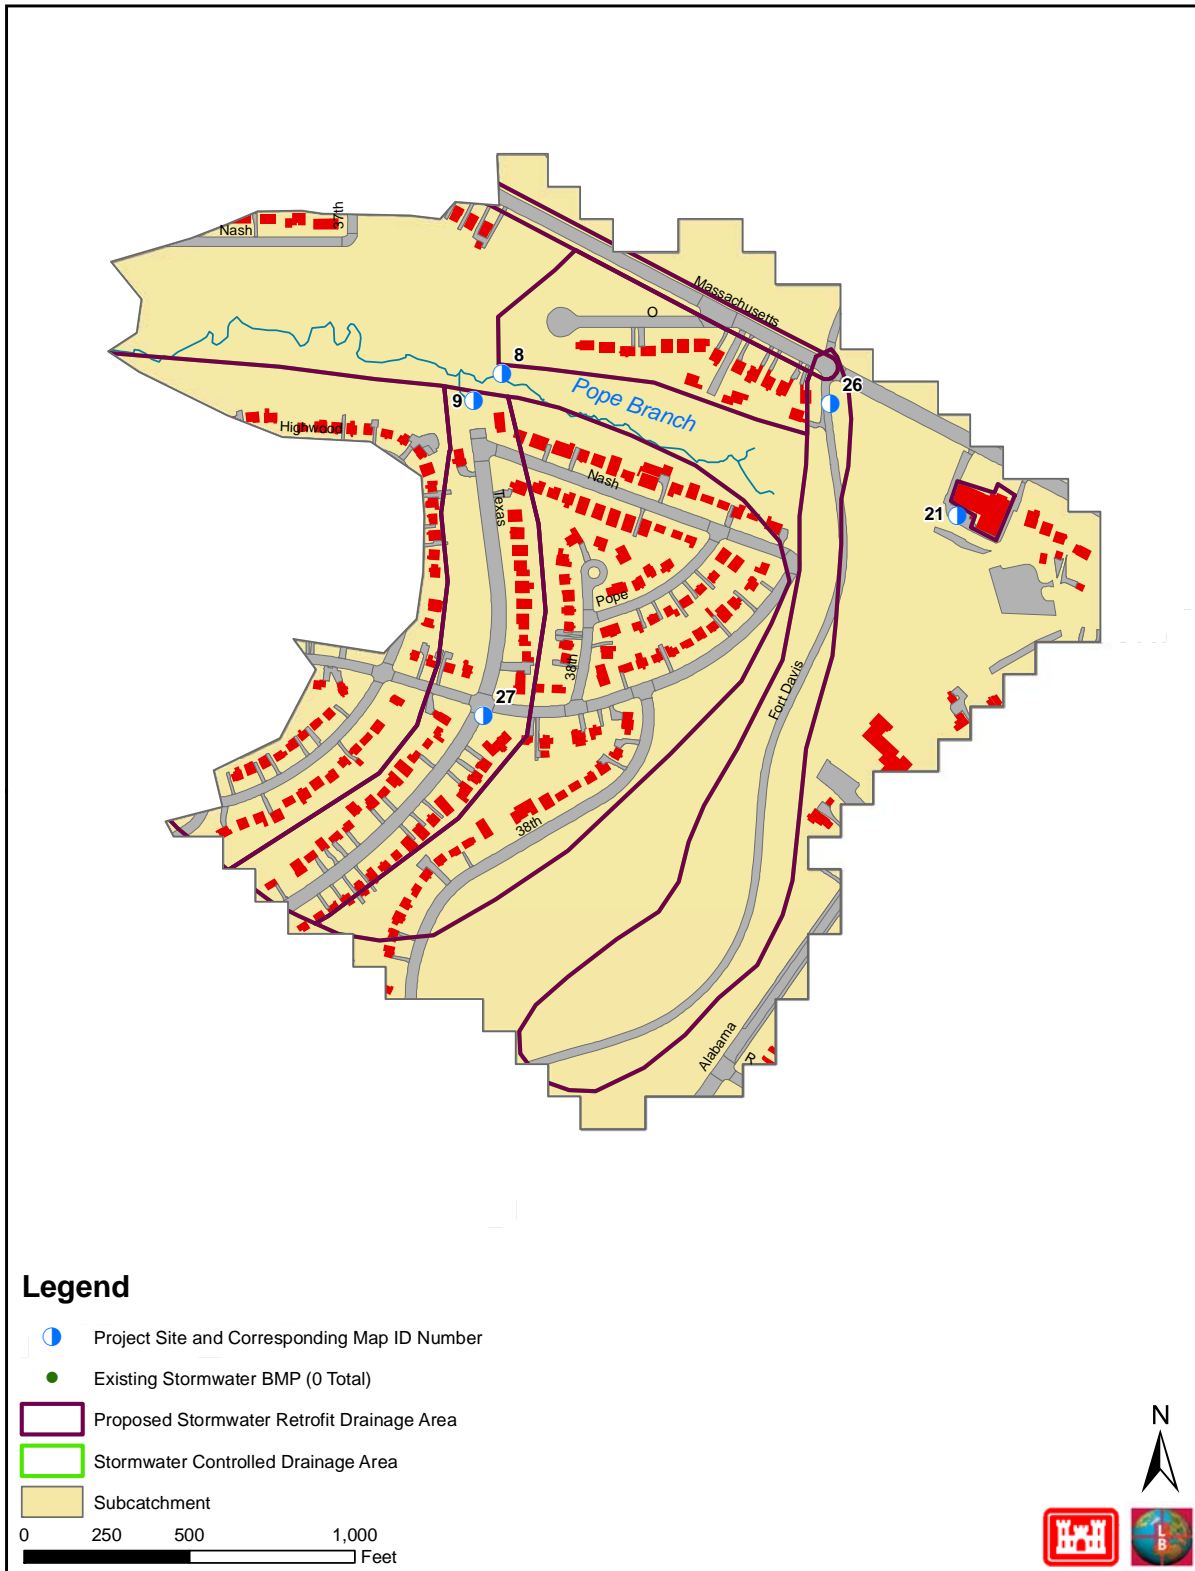 37th
Nash
Massachusetts
O
8
26
Pope Branch
9
Highwood
Nash
Texas
21
Pope
38th
Fort Davis
27
38th
Alabama
R
Legend
Project Site and Corresponding Map ID Number
Existing Stormwater BMP (0 Total)
Proposed Stormwater Retrofit Drainage Area
Stormwater Controlled Drainage Area
Subcatchment
0 250 500 1,000
Feet
N
L
B